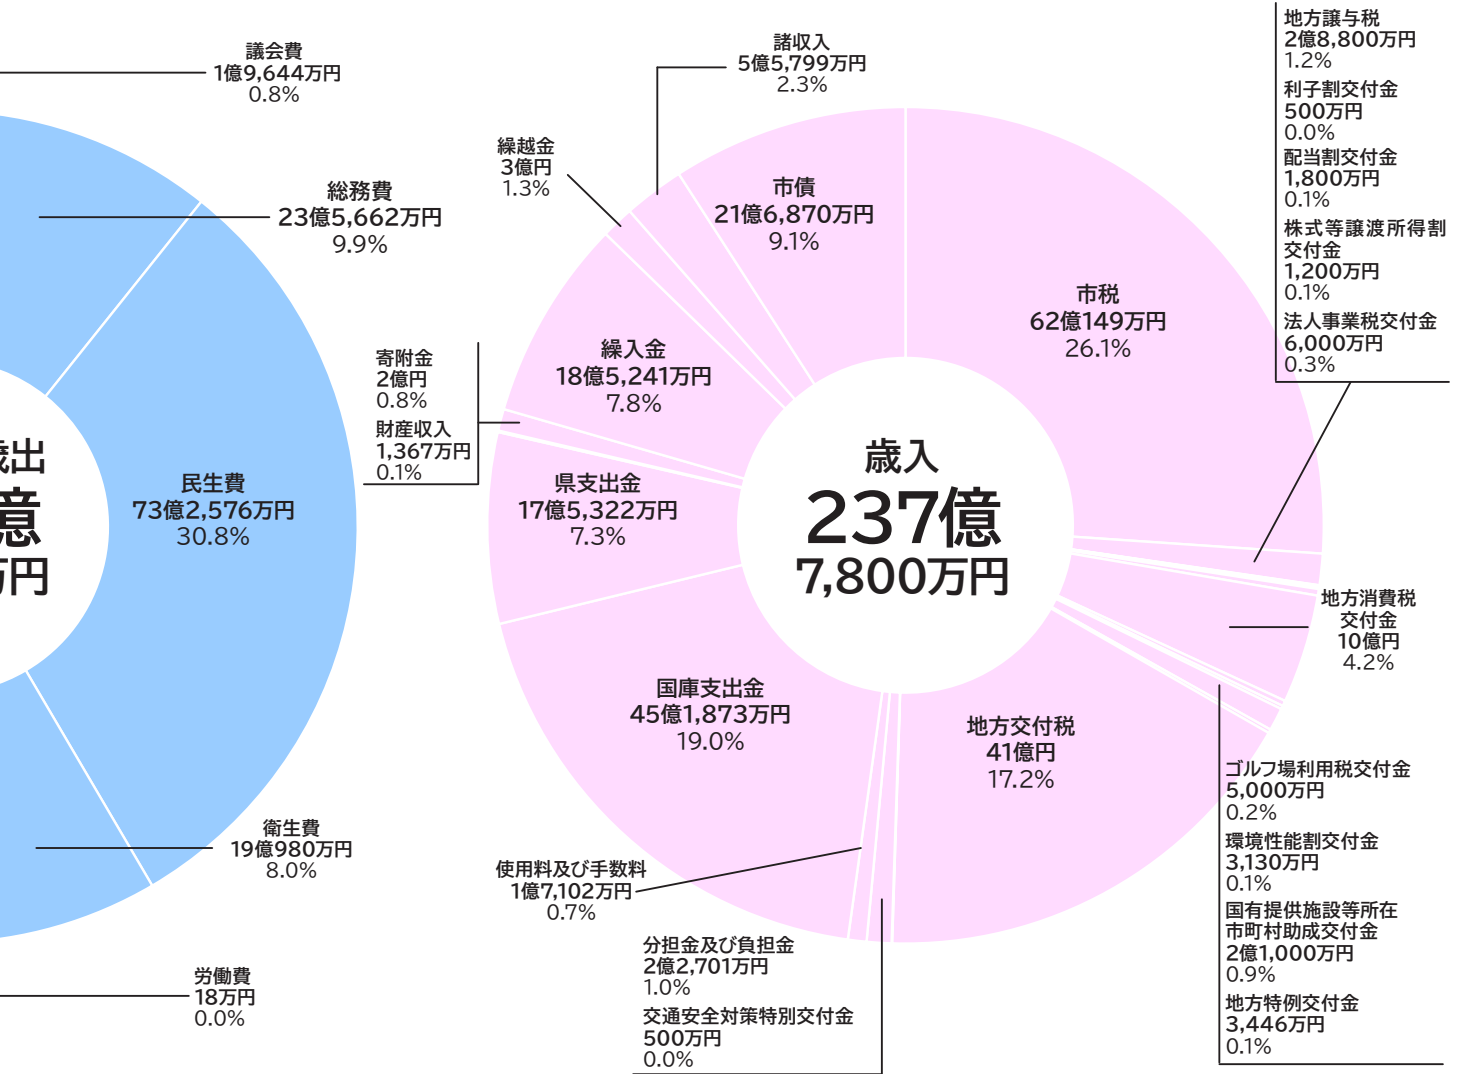 議会費
1億9,644万円
0.8%
総務費
23億5,662万円
9.9%
民生費
73億2,576万円
30.8%
衛生費
19億980万円
8.0%
労働費
18万円
0.0%
歳出
億
万円
歳入
237億
7,800万円
市税
62億149万円
26.1%
地方譲与税
2億8,800万円
1.2%
利子割交付金
500万円
0.0%
配当割交付金
1,800万円
0.1%
株式等譲渡所得割
交付金
1,200万円
0.1%
法人事業税交付金
6,000万円
0.3%
地方消費税
交付金
10億円
4.2%
ゴルフ場利用税交付金
5,000万円
0.2%
環境性能割交付金
3,130万円
0.1%
国有提供施設等所在
市町村助成交付金
2億1,000万円
0.9%
地方特例交付金
3,446万円
0.1%
地方交付税
41億円
17.2%
交通安全対策特別交付金
500万円
0.0%
分担金及び負担金
2億2,701万円
1.0%
使用料及び手数料
1億7,102万円
0.7%
国庫支出金
45億1,873万円
19.0%
県支出金
17億5,322万円
7.3%
財産収入
1,367万円
0.1%
寄附金
2億円
0.8%
繰入金
18億5,241万円
7.8%
繰越金
3億円
1.3%
諸収入
5億5,799万円
2.3%
市債
21億6,870万円
9.1%